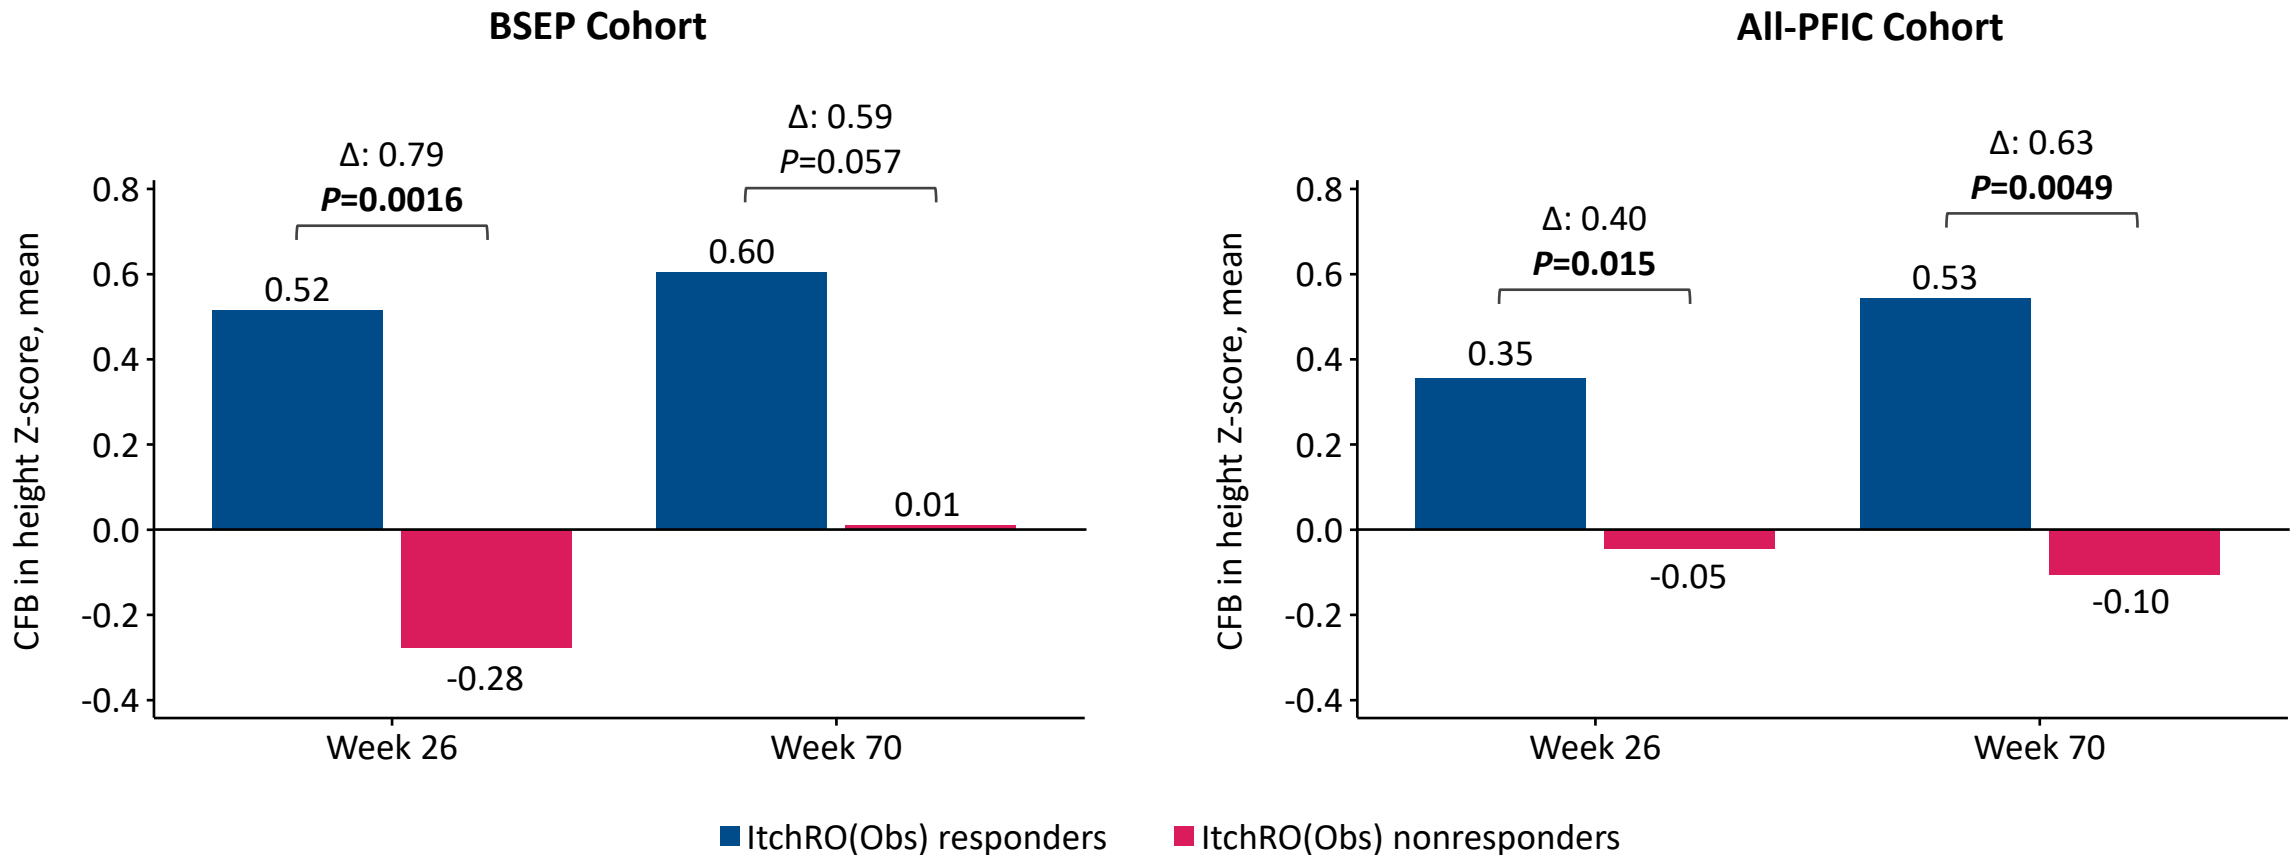 BSEP Cohort
Δ: 0.79
P=0.0016
Δ: 0.59
P=0.057
CFB in height Z-score, mean
0.8
0.6
0.4
0.2
0.0
-0.2
-0.4
0.52
-0.28
0.60
0.01
Week 26
Week 70
All-PFIC Cohort
Δ: 0.40
P=0.015
Δ: 0.63
P=0.0049
CFB in height Z-score, mean
0.8
0.6
0.4
0.2
0.0
-0.2
-0.4
0.35
-0.05
0.53
-0.10
Week 26
Week 70
ItchRO(Obs) responders
ItchRO(Obs) nonresponders